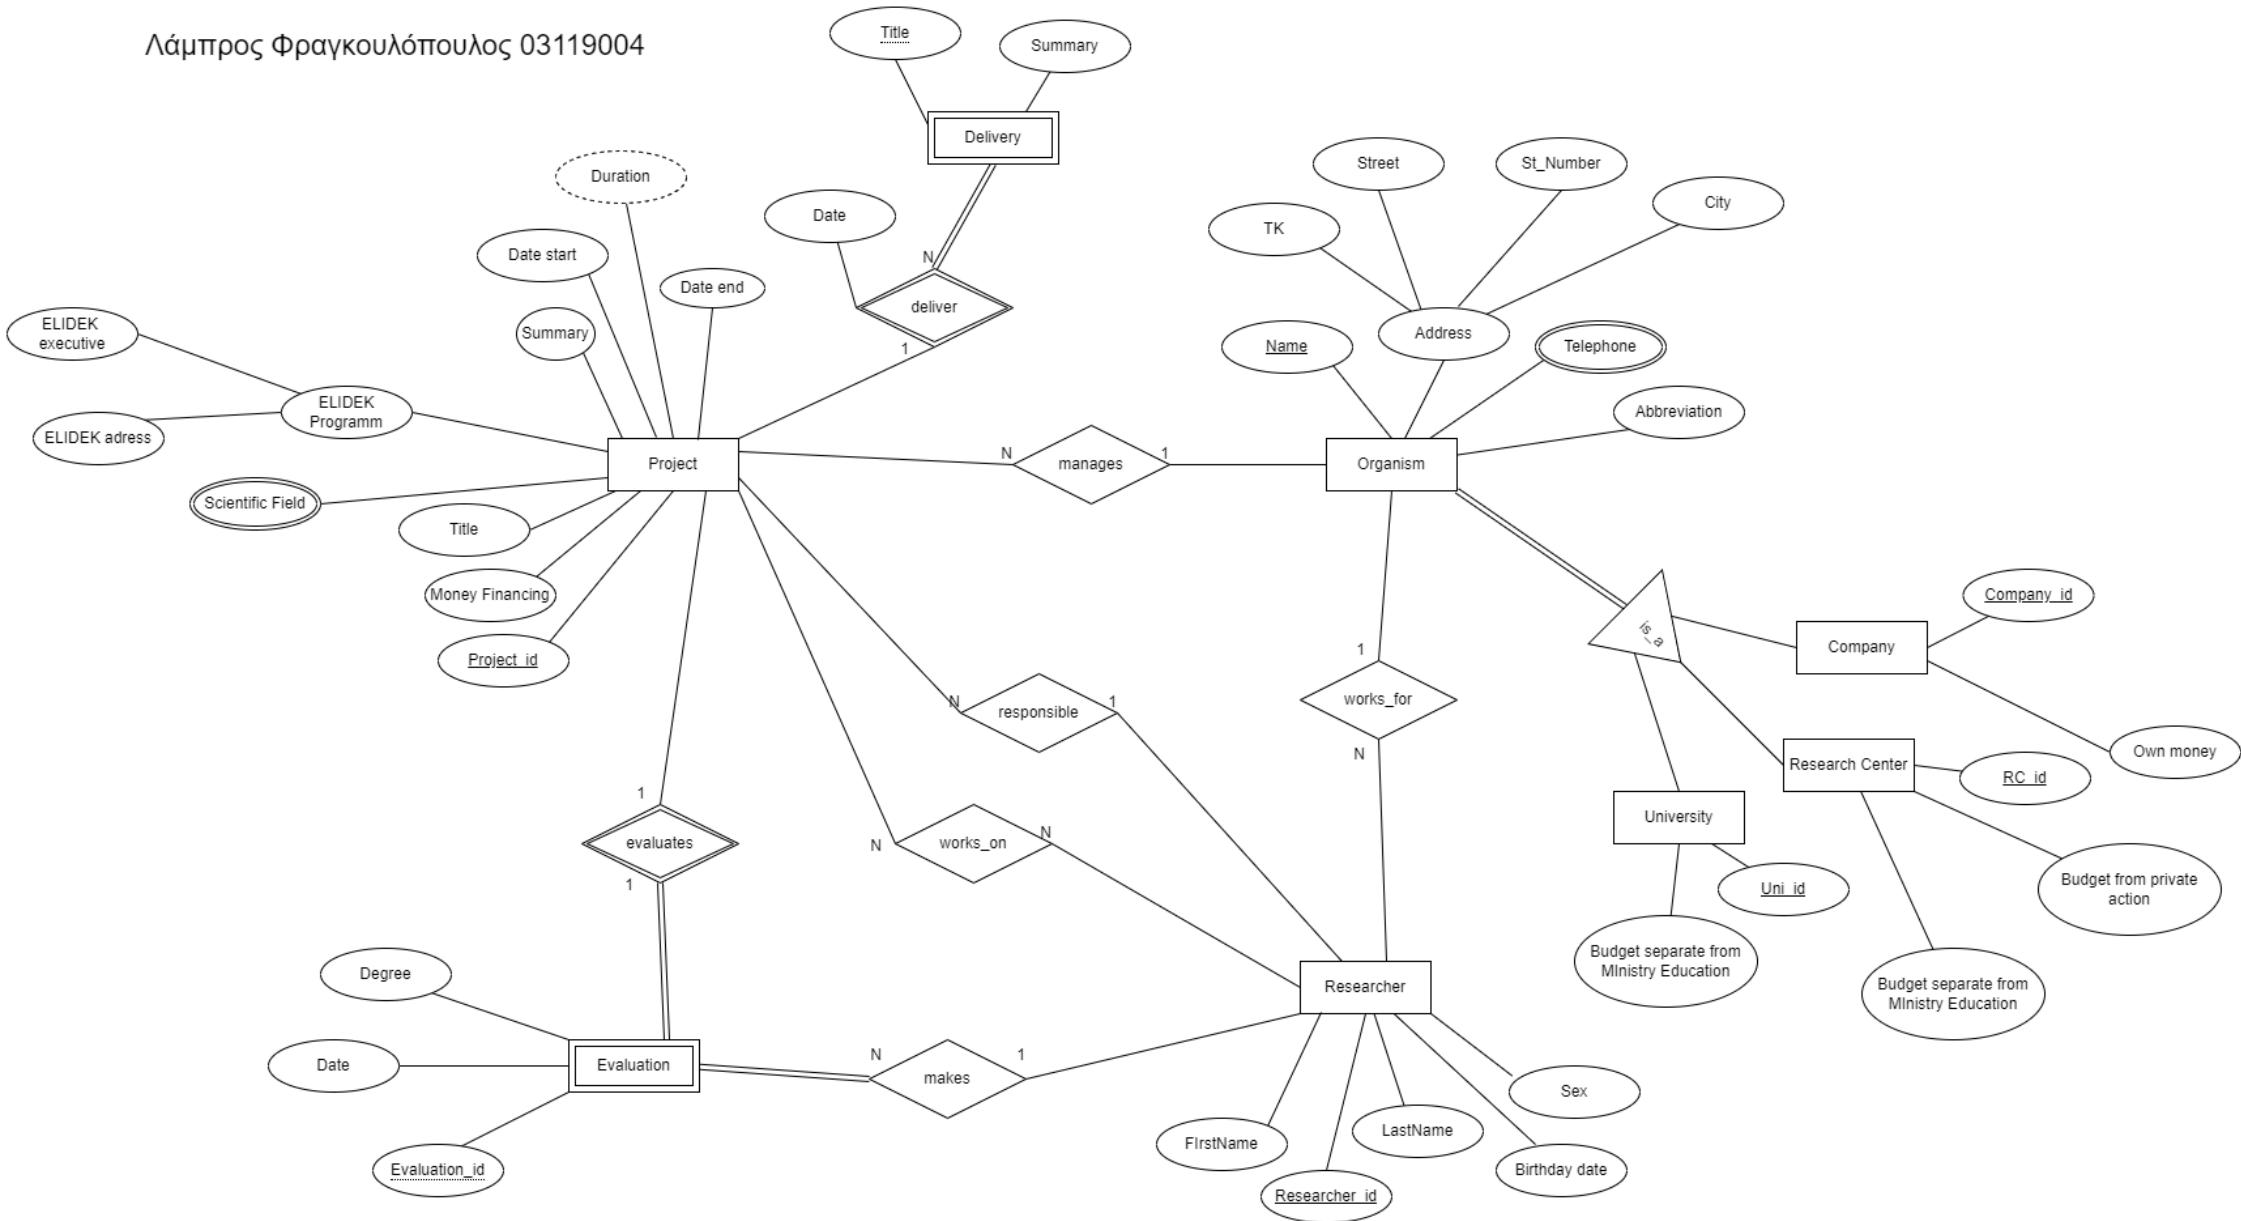 Λάμπρος Φραγκουλόπουλος 03119004
Title
Summary
Delivery
Duration
Date
Date start
Date end
Summary
N
deliver
1
ELIDEK
executive
ELIDEK
Programm
ELIDEK adress
Scientific Field
Title
Money Financing
Project_id
Project
N
manages
1
Organism
Street
St_Number
TK
City
Name
Address
Telephone
Abbreviation
is_a
Company_id
Company
Own money
Research Center
RC_id
University
Uni_id
Budget from private
action
Budget separate from
MInistry Education
Budget separate from
MInistry Education
1
works_for
N
N
responsible
1
N
works_on
N
1
evaluates
1
Degree
Date
Evaluation
Evaluation_id
N
makes
1
Researcher
FIrstName
Researcher_id
LastName
Birthday date
Sex